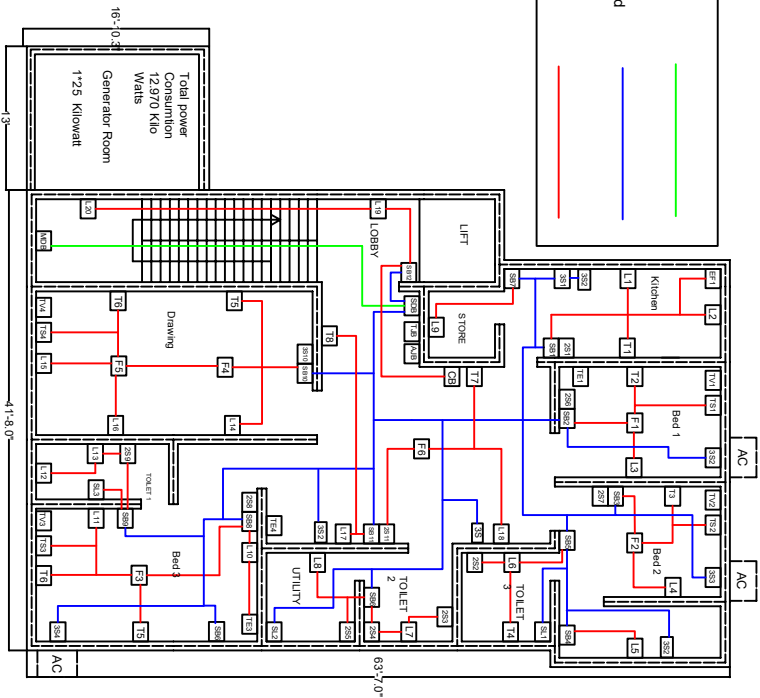 d
16'-10.3"
13'
41'-8.0"
63'-7.0"
Total power
Consumtion
12.970 Kilo
Watts
Generator Room
1*25 Kilowatt
L20
L19
LOBBY
MDB
LIFT
SB12
SDB
TJB
AJB
STORE
L9
SB7
3S1
3S2
L1
Kitchen
EF1
L2
SB1
2S1
T1
TE1
T2
TV1
TS1
Bed 1
2S6
SB2
F1
L3
3S2
AC
T8
CB
T7
F6
TV4
TS4
L15
T6
T5
Drawing
F5
F4
3S10
SB10
L16
L14
2S7
SB3
T3
TV2
TS2
F2
Bed 2
L4
3S3
AC
L13
2S9
TOILET 1
L12
SL3
TV3
L11
SB9
TS3
T6
F3
Bed 3
2S8
SB8
TE4
L10
TE3
T5
3S4
SB6
AC
3S2
L17
SB11
2S11
3S
L18
UTILITY
L8
SL2
2S5
TOILET
2
2S4
L7
2S3
2S2
L6
SB5
TOILET
3
T4
SL1
SB4
L5
3S2